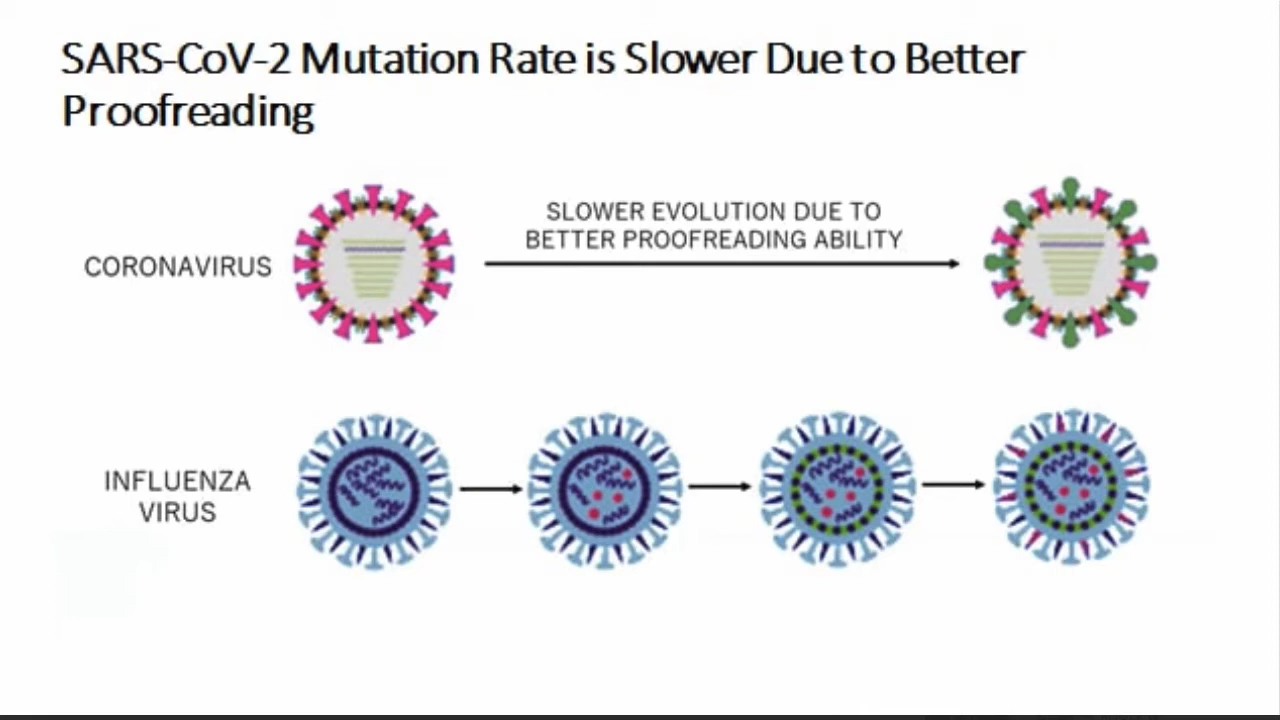 SARS-CoV-2 Mutation Rate is Slower Due to Better
Proofreading
SLOWER EVOLUTION DUE TO
BETTER PROOFREADING ABILITY
CORONAVIRUS
INFLUENZA
VIRUS